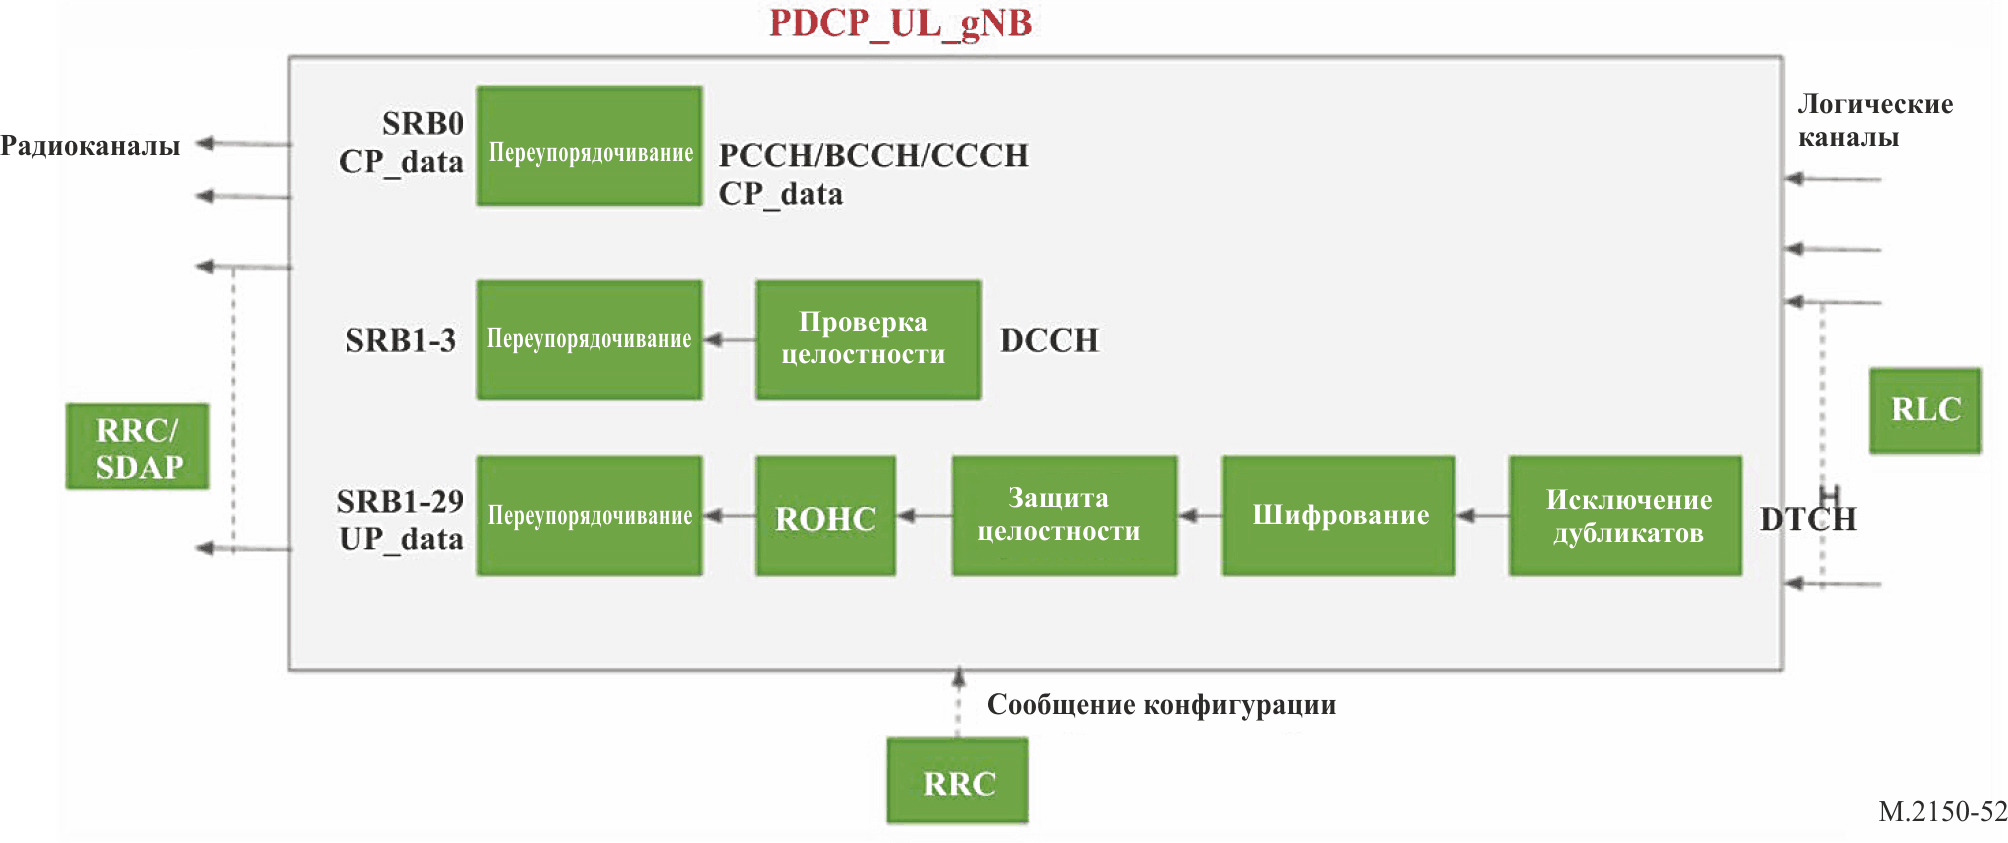 PDCP_UL_gNB
Радиоканалы
Логические
каналы
SRB0
CP_data
Переупорядочивание
PCCH/BCCH/CCCH
CP_data
SRB1-3
Переупорядочивание
Проверка
целостности
DCCH
RRC/
SDAP
RLC
SRB1-29
UP_data
Переупорядочивание
ROHC
Защита
целостности
Шифрование
Исключение
дубликатов
H
DTCH
Сообщение конфигурации
RRC
M.2150-52